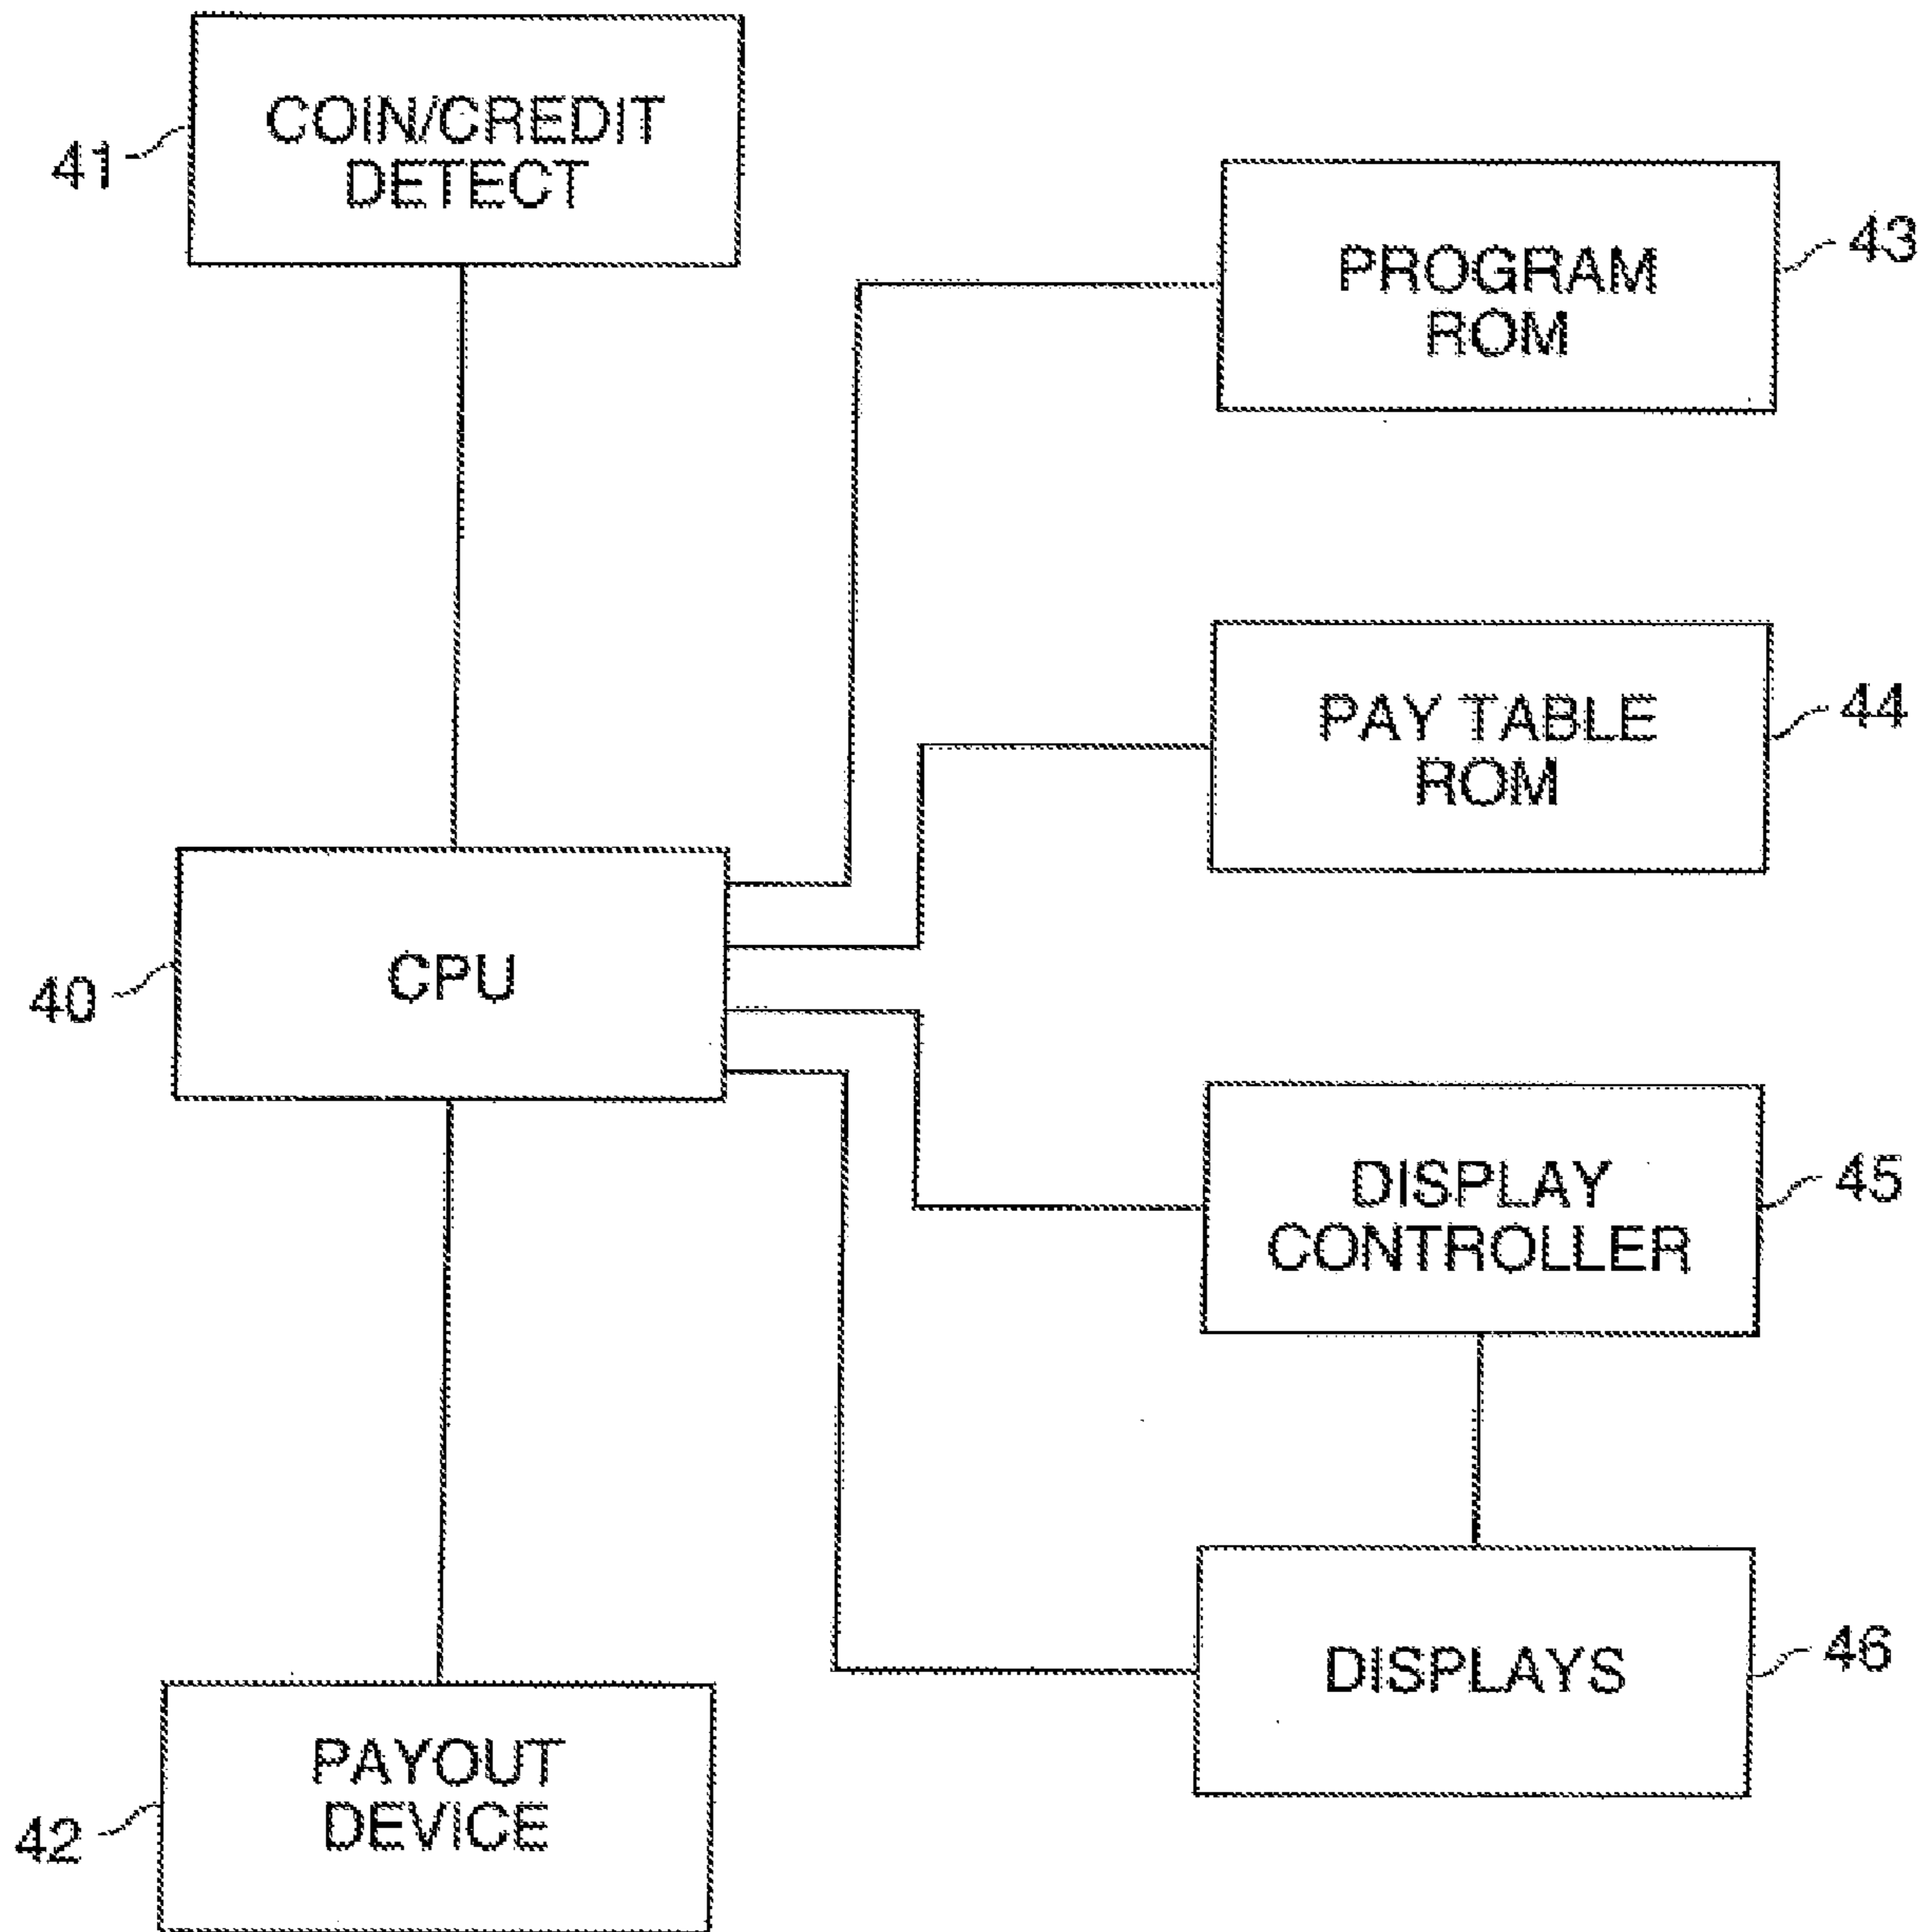 COIN/CREDIT
DETECT
41
PROGRAM
ROM
43
PAY TABLE
ROM
44
CPU
40
DISPLAY
CONTROLLER
45
DISPLAYS
46
PAYOUT
DEVICE
42